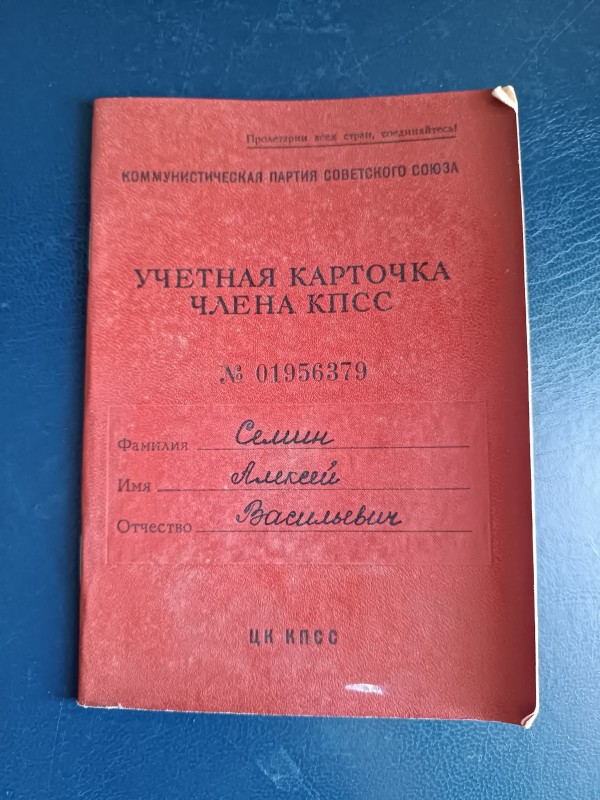 Пролетарии всех стран, соединяйтесь!
КОММУНИСТИЧЕСКАЯ ПАРТИЯ СОВЕТСКОГО СОЮЗА
УЧЕТНАЯ КАРТОЧКА
ЧЛЕНА КПСС
№ 01956379
Фамилия Семин
Имя Алексей
Отчество Васильевич
ЦК КПСС